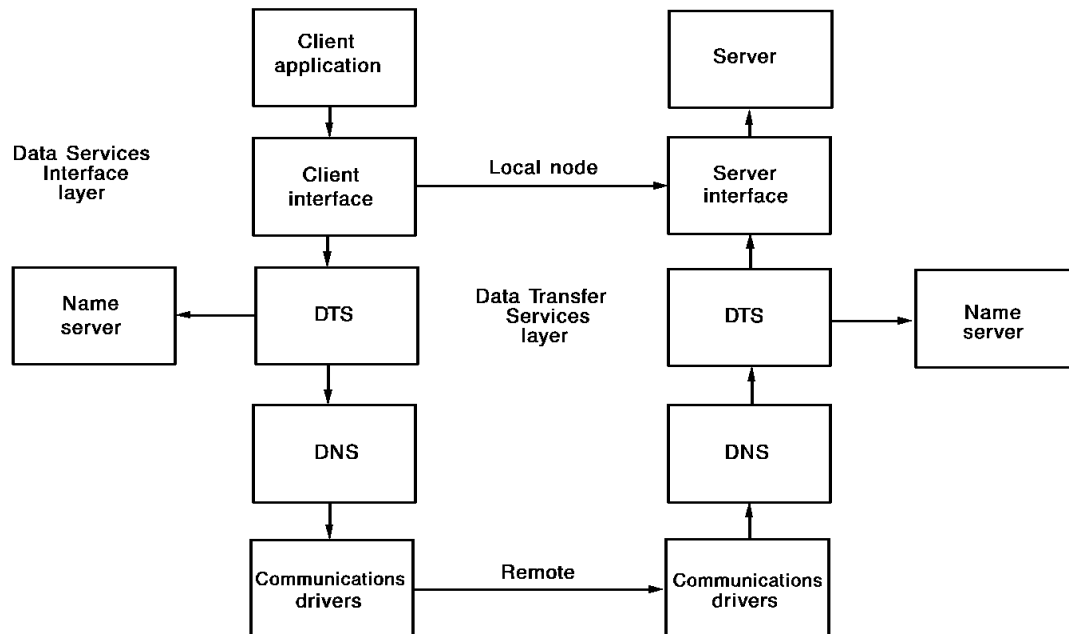 Client
application
Server
Data Services
Interface
layer
Client
interface
Local node
Server
interface
Name
server
DTS
Data Transfer
Services
layer
DTS
Name
server
DNS
DNS
Communications
drivers
Remote
Communications
drivers